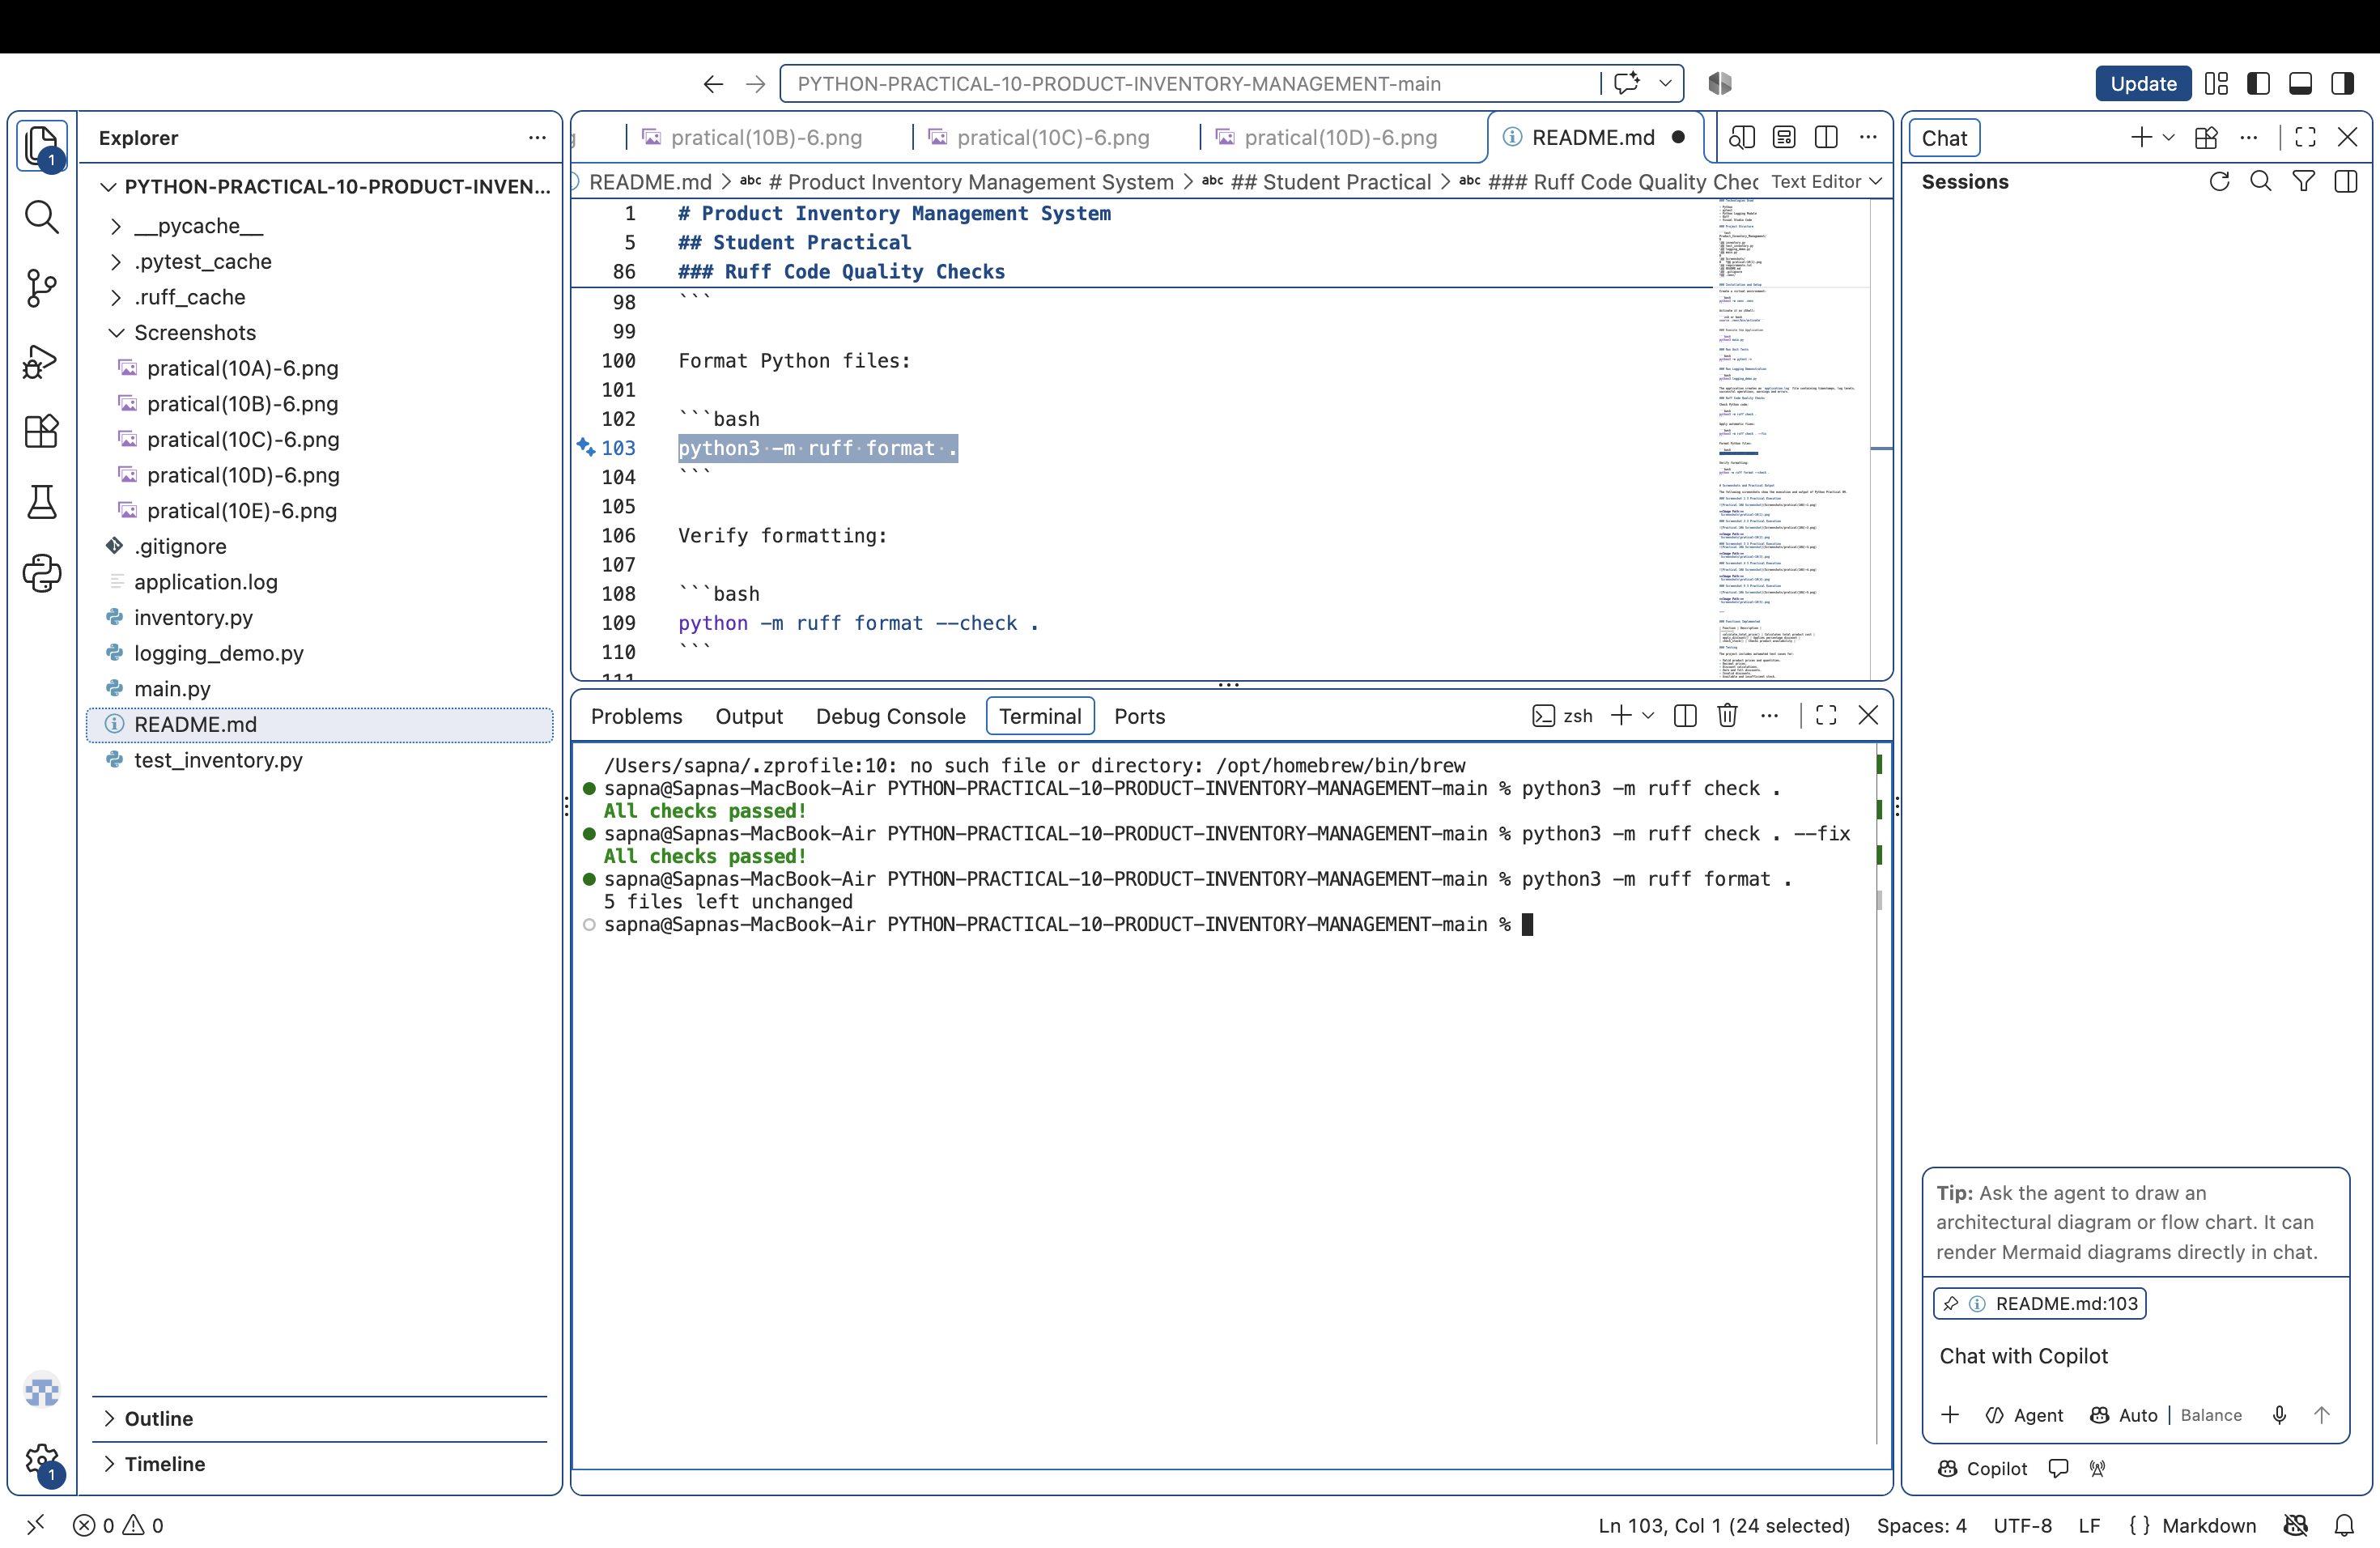 PYTHON-PRACTICAL-10-PRODUCT-INVENTORY-MANAGEMENT-main
Update
Explorer
1
PYTHON-PRACTICAL-10-PRODUCT-INVEN...
__pycache__
.pytest_cache
.ruff_cache
Screenshots
pratical(10A)-6.png
pratical(10B)-6.png
pratical(10C)-6.png
pratical(10D)-6.png
pratical(10E)-6.png
.gitignore
application.log
inventory.py
logging_demo.py
main.py
README.md
test_inventory.py
Outline
Timeline
1
pratical(10B)-6.png
pratical(10C)-6.png
pratical(10D)-6.png
README.md
README.md > abc # Product Inventory Management System > abc ## Student Practical > abc ### Ruff Code Quality Chec
Text Editor
1 # Product Inventory Management System
5 ## Student Practical
86 ### Ruff Code Quality Checks
98 ```
99
100 Format Python files:
101
102 ```bash
103 python3 -m ruff format .
104 ```
105
106 Verify formatting:
107
108 ```bash
109 python -m ruff format --check .
110 ```
111
Problems Output Debug Console Terminal Ports
zsh
/Users/sapna/.zprofile:10: no such file or directory: /opt/homebrew/bin/brew
sapna@Sapnas-MacBook-Air PYTHON-PRACTICAL-10-PRODUCT-INVENTORY-MANAGEMENT-main % python3 -m ruff check .
All checks passed!
sapna@Sapnas-MacBook-Air PYTHON-PRACTICAL-10-PRODUCT-INVENTORY-MANAGEMENT-main % python3 -m ruff check . --fix
All checks passed!
sapna@Sapnas-MacBook-Air PYTHON-PRACTICAL-10-PRODUCT-INVENTORY-MANAGEMENT-main % python3 -m ruff format .
5 files left unchanged
sapna@Sapnas-MacBook-Air PYTHON-PRACTICAL-10-PRODUCT-INVENTORY-MANAGEMENT-main %
Chat
Sessions
Tip: Ask the agent to draw an
architectural diagram or flow chart. It can
render Mermaid diagrams directly in chat.
README.md:103
Chat with Copilot
Agent Auto Balance
Copilot
0 0
Ln 103, Col 1 (24 selected) Spaces: 4 UTF-8 LF { } Markdown